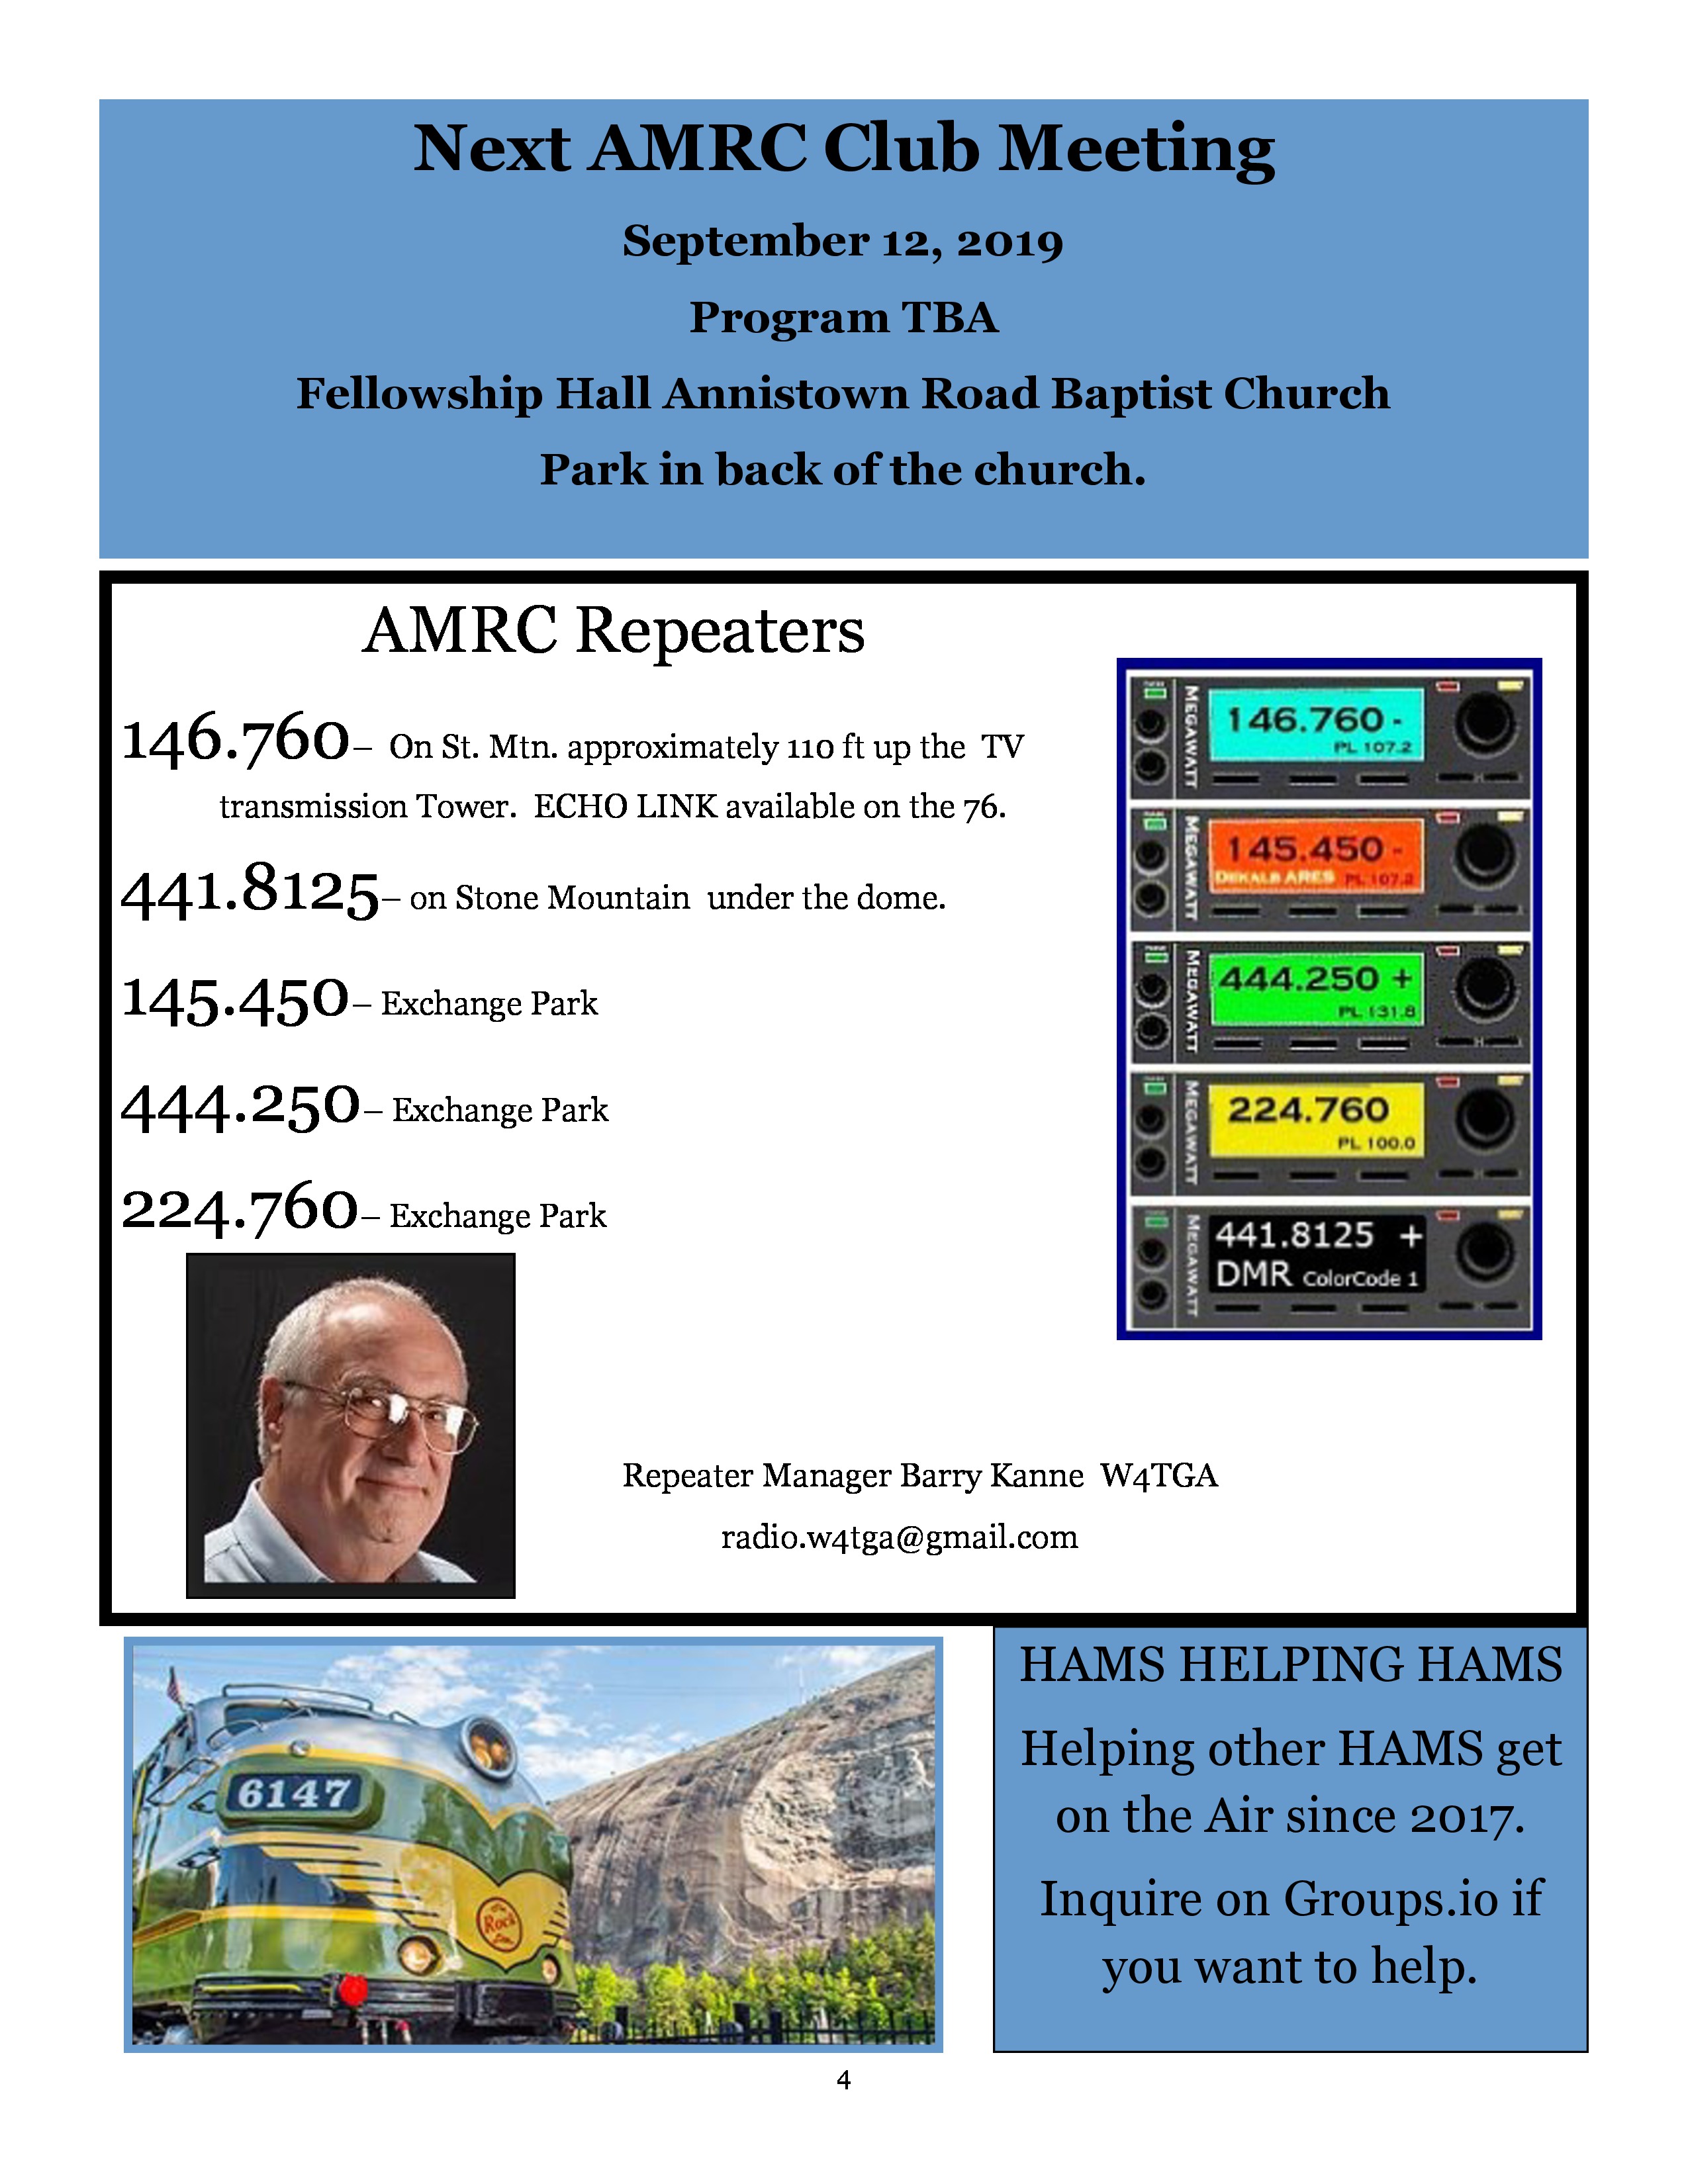 Next AMRC Club Meeting
September 12, 2019
Program TBA
Fellowship Hall Annistown Road Baptist Church
Park in back of the church.
AMRC Repeaters
146.760– On St. Mtn. approximately 110 ft up the TV
transmission Tower. ECHO LINK available on the 76.
441.8125– on Stone Mountain under the dome.
145.450– Exchange Park
444.250– Exchange Park
224.760– Exchange Park
MEGAWATT
146.760 -
PL 107.2
MEGAWATT
145.450 -
DEKALB ARES PL 107.2
MEGAWATT
444.250 +
PL 131.8
MEGAWATT
224.760
PL 100.0
MEGAWATT
441.8125 +
DMR ColorCode 1
Repeater Manager Barry Kanne W4TGA
radio.w4tga@gmail.com
6147
Rock
HAMS HELPING HAMS
Helping other HAMS get
on the Air since 2017.
Inquire on Groups.io if
you want to help.
4